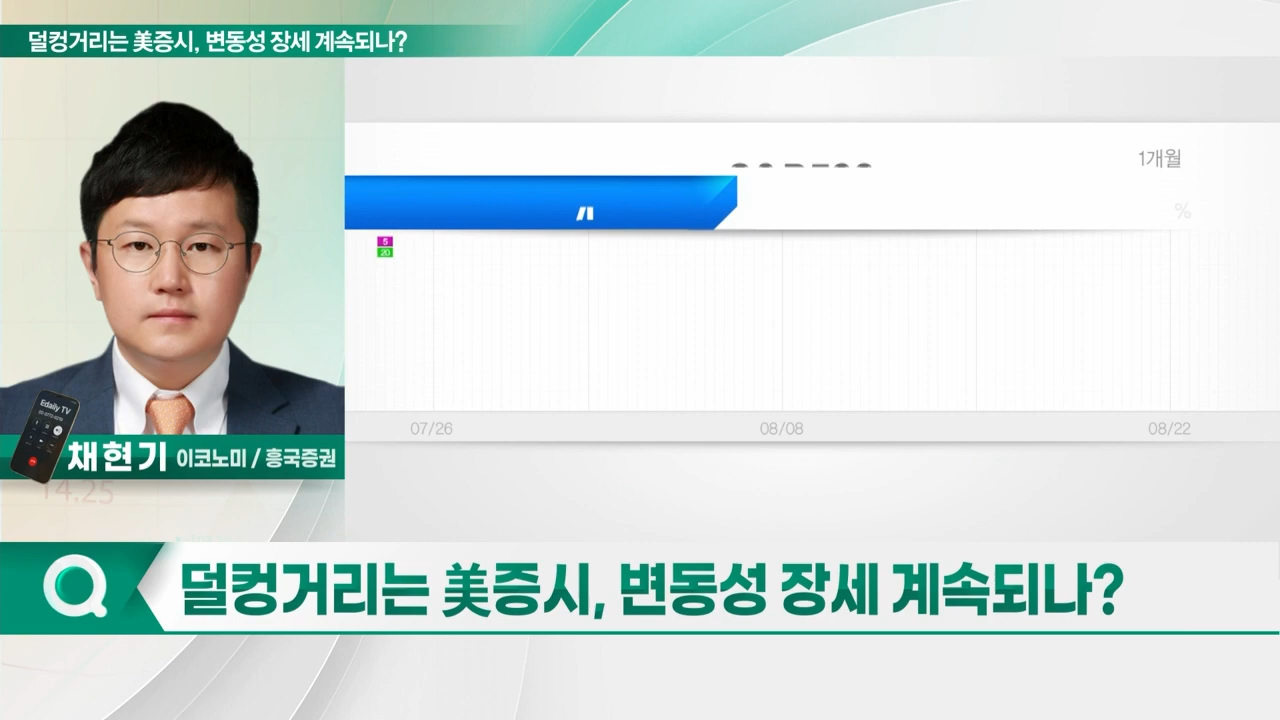 덜컹거리는 美증시, 변동성 장세 계속되나?
1개월
%
5
20
07/26
08/08
08/22
Edaily TV
채현기 이코노미 / 흥국증권
14.25
덜컹거리는 美증시, 변동성 장세 계속되나?